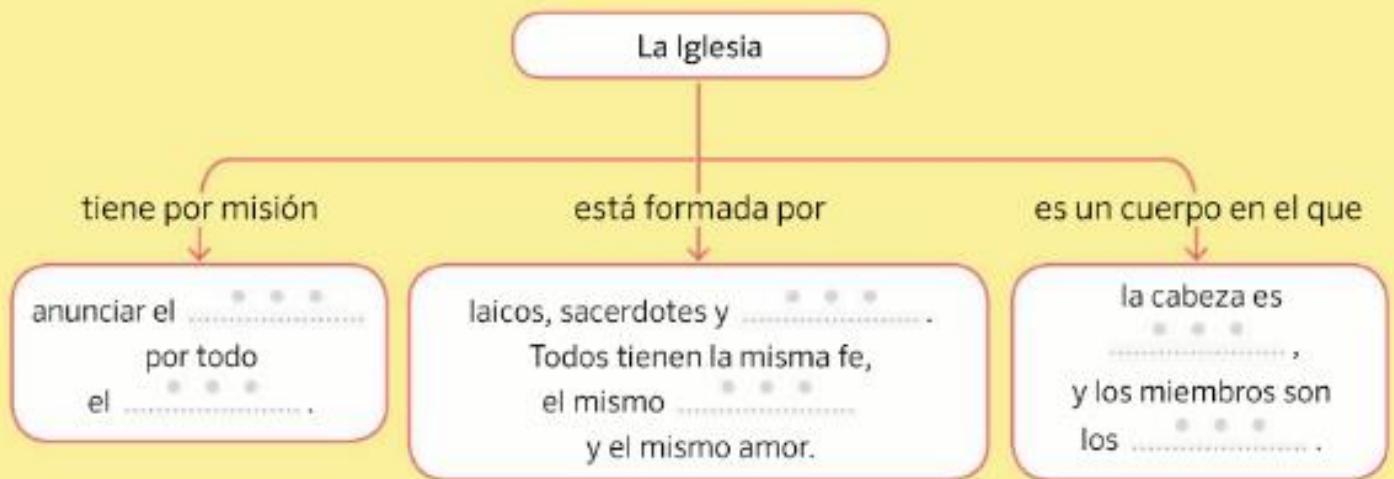 La Iglesia
tiene por misión
está formada por
es un cuerpo en el que
anunciar el ....................
por todo
el .................... .
laicos, sacerdotes y .................... .
Todos tienen la misma fe,
el mismo ....................
y el mismo amor.
la cabeza es
.................... ,
y los miembros son
los .................... .